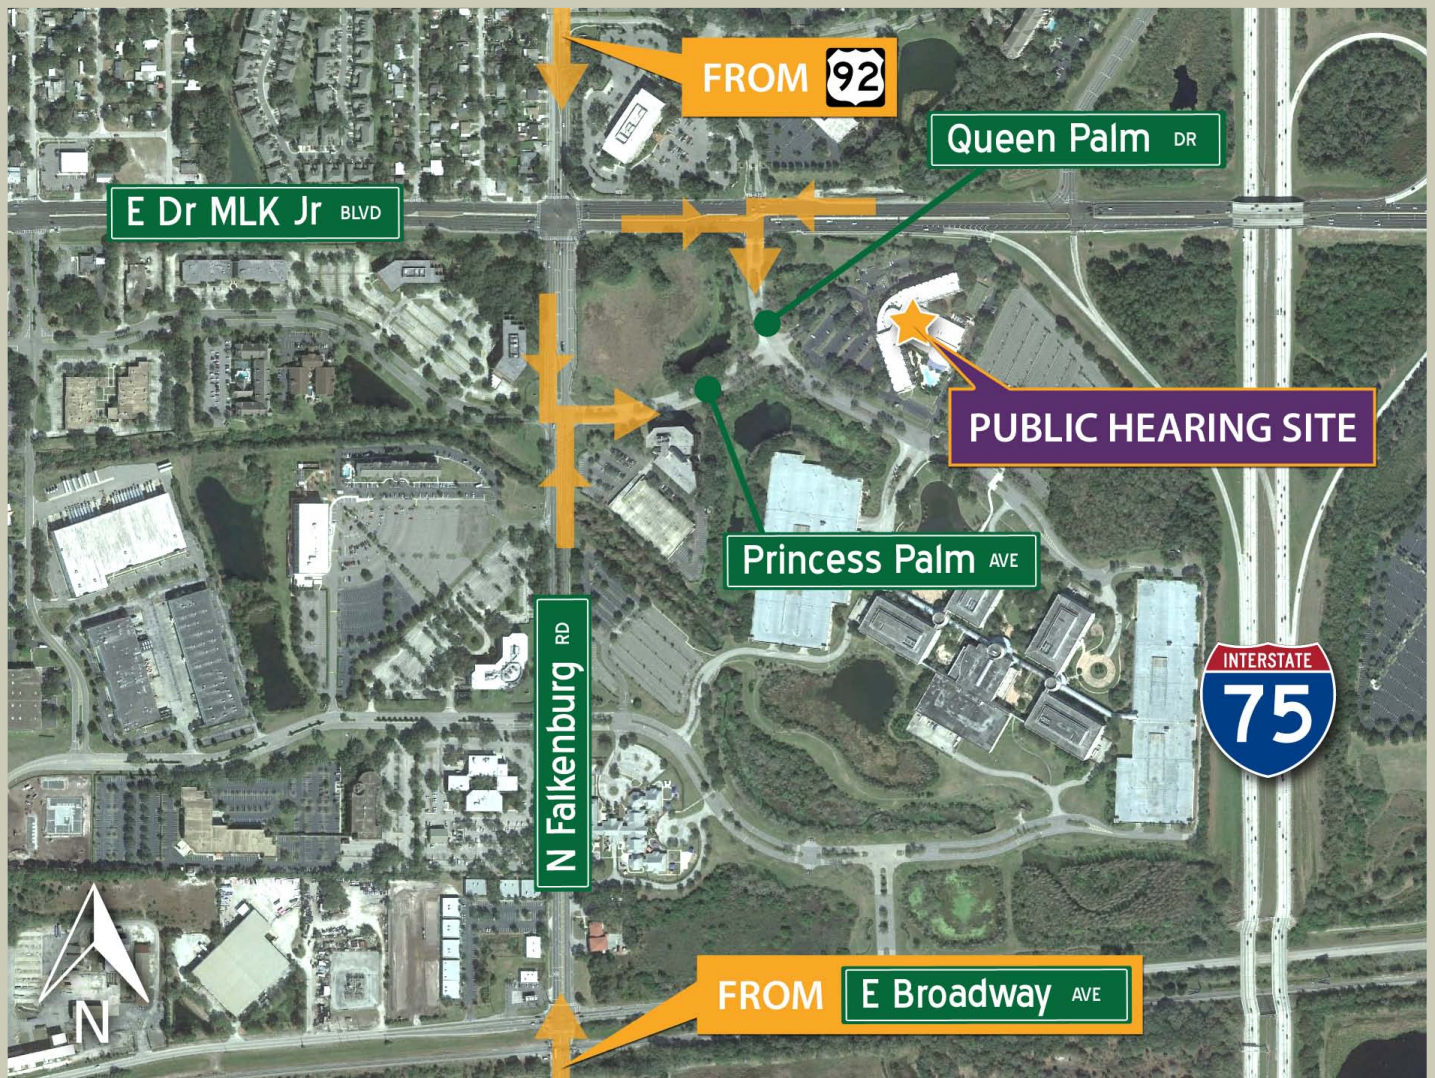 FROM 92
Queen Palm DR
E Dr MLK Jr BLVD
PUBLIC HEARING SITE
Princess Palm AVE
N Falkenburg RD
INTERSTATE
75
FROM E Broadway AVE
N